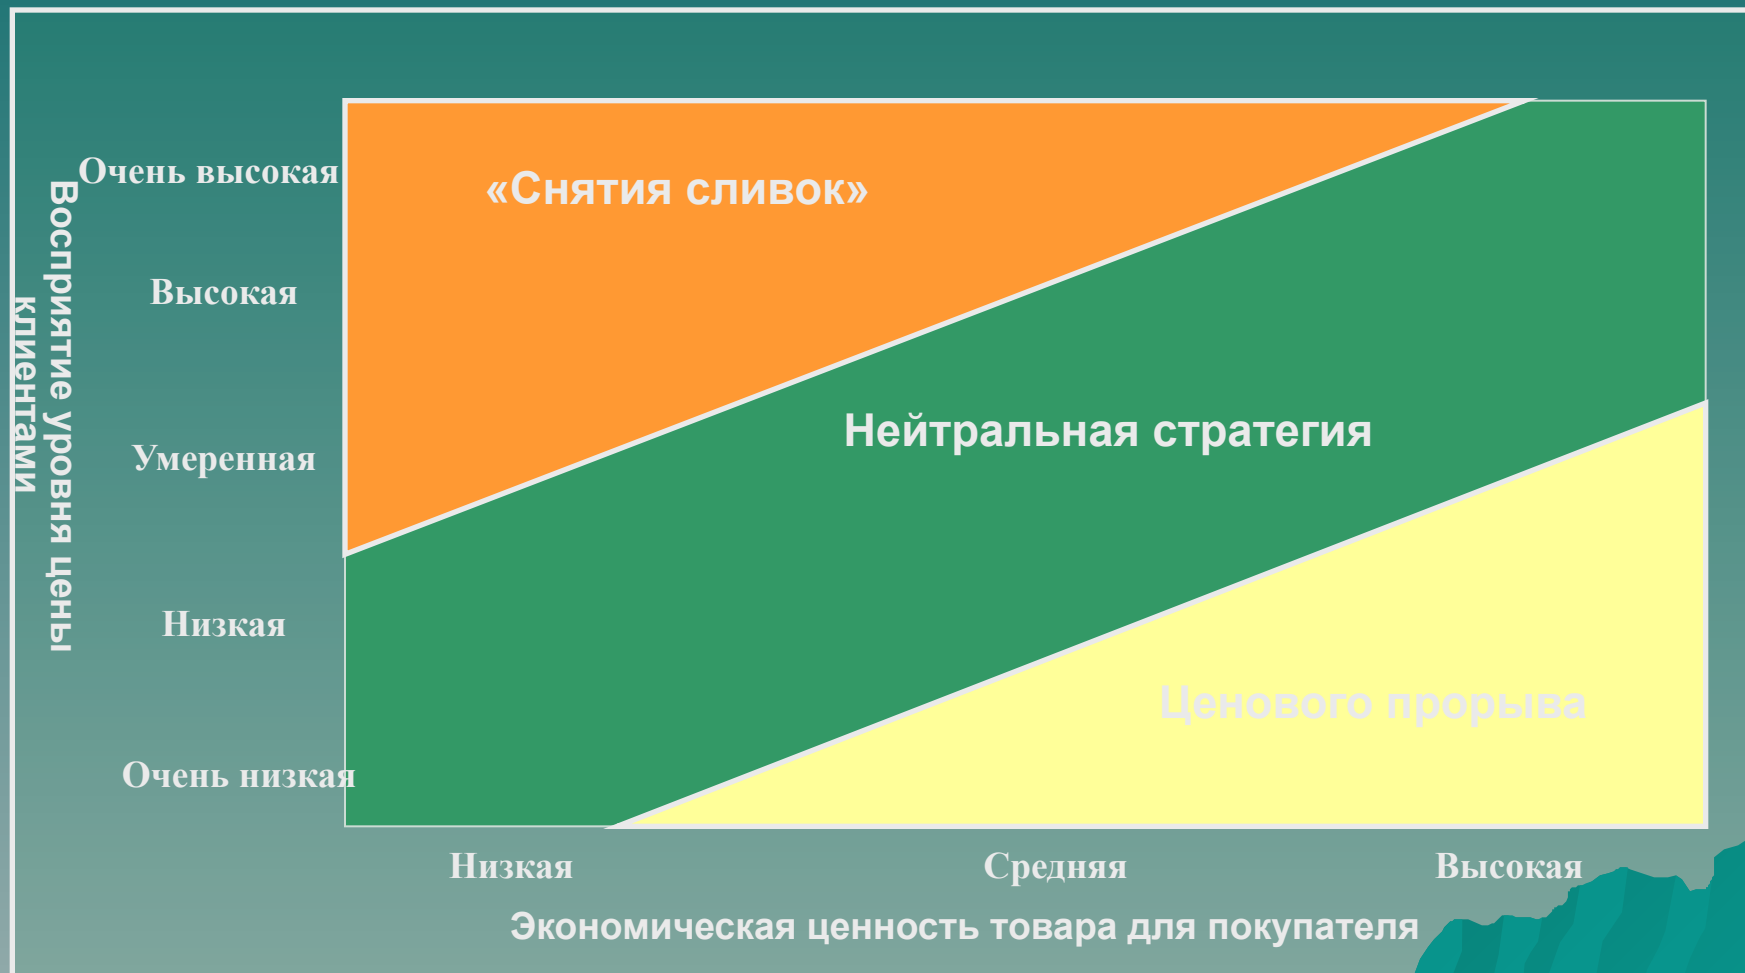 Восприятие уровня цены
клиентами
Очень высокая
Высокая
Умеренная
Низкая
Очень низкая
«Снятия сливок»
Нейтральная стратегия
Ценового прорыва
Низкая
Средняя
Высокая
Экономическая ценность товара для покупателя